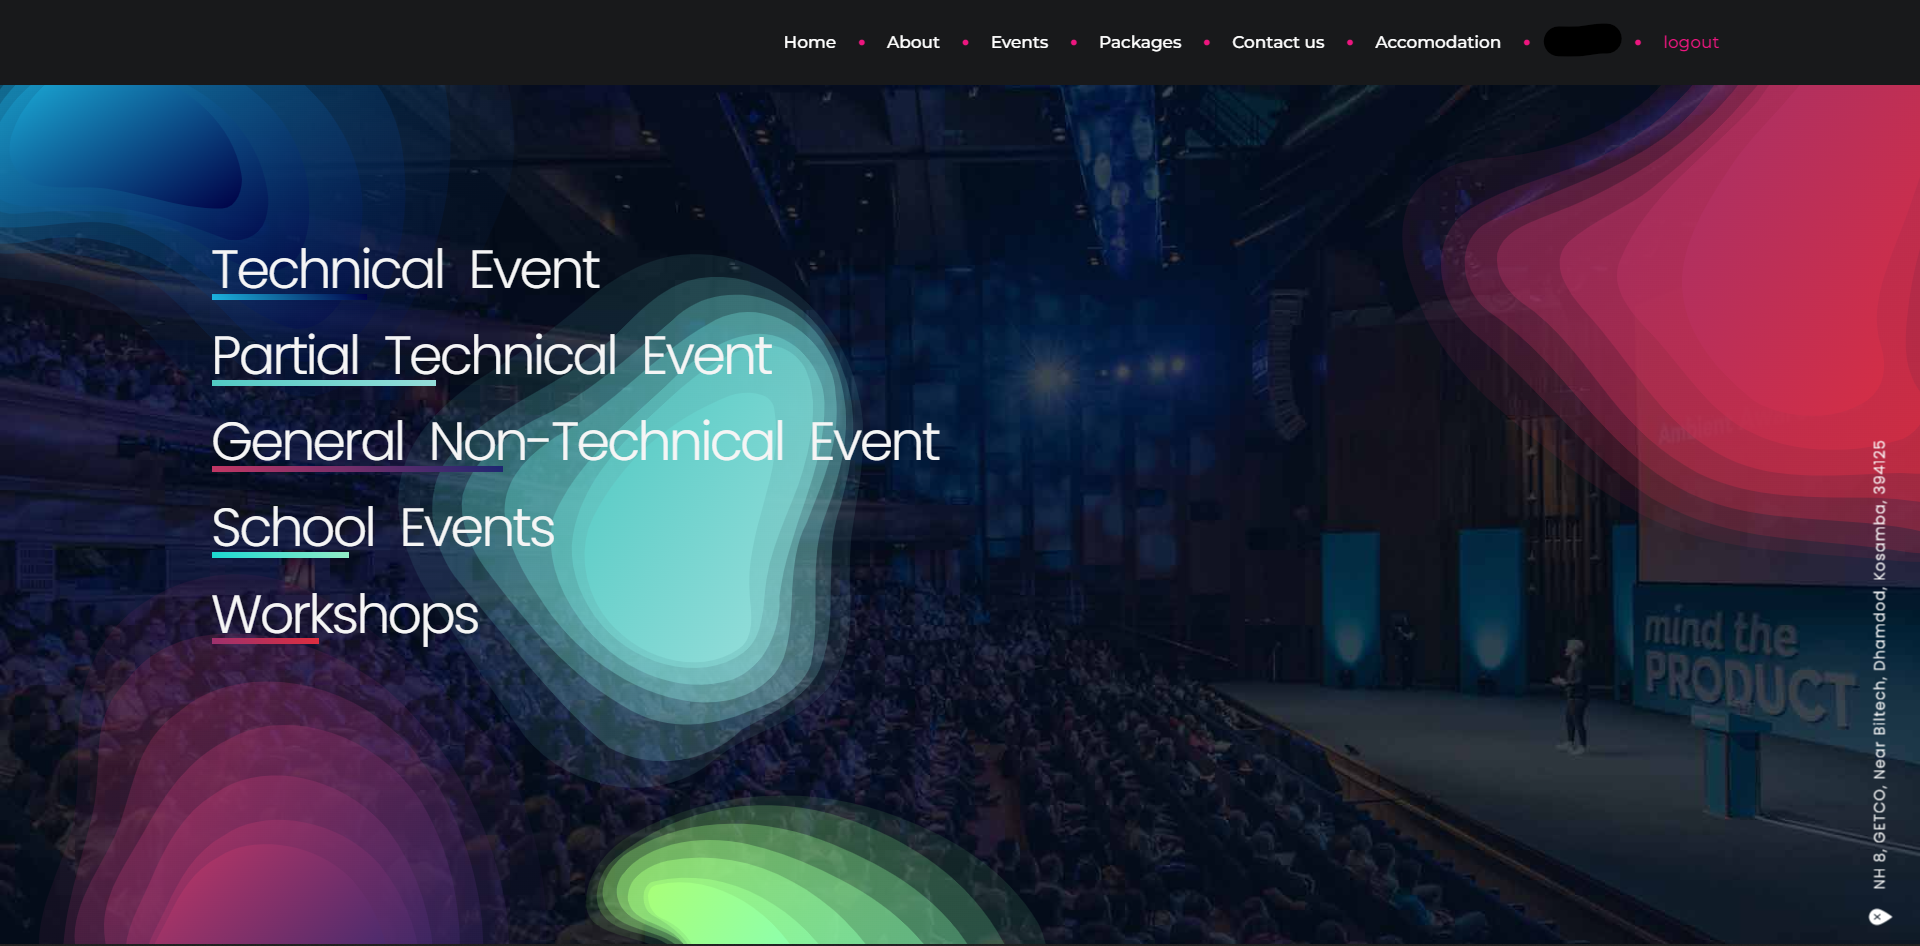 Home About Events Packages Contact us Accomodation logout
Technical Event
Partial Technical Event
General Non-Technical Event
School Events
Workshops
mind the
PRODUCT
NH 8, GETCO, Near Biltech, Dhamdod, Kosamba, 394125